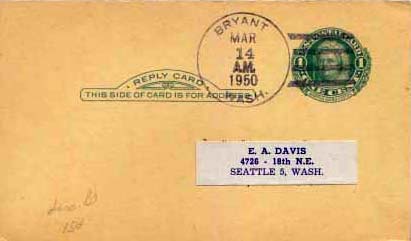 BRYANT
MAR
14
A.M.
1950
WASH.
1 1
REPLY CARD
THIS SIDE OF CARD IS FOR ADDRESS
E. A. DAVIS
4726 - 18th N.E.
SEATTLE 5, WASH.